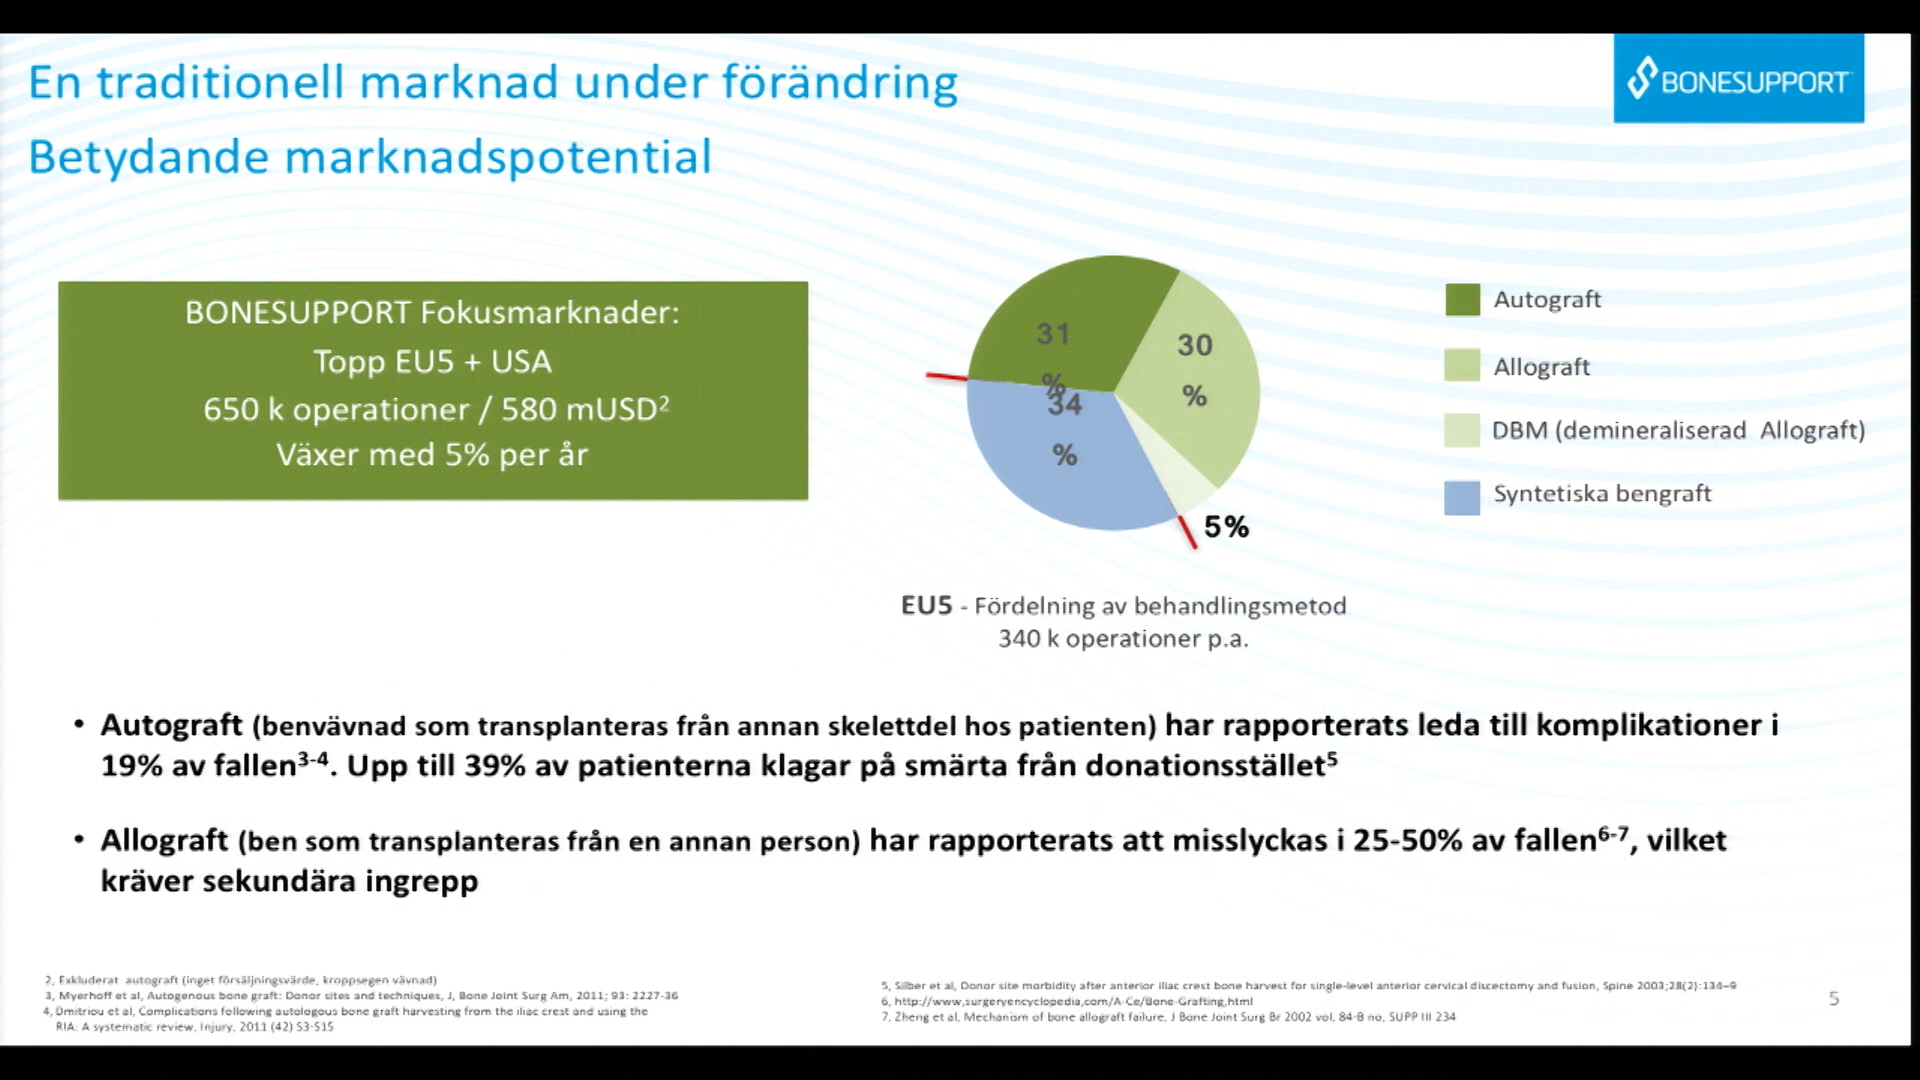 En traditionell marknad under förändring
Betydande marknadspotential
BONESUPPORT
BONESUPPORT Fokusmarknader:
Topp EU5 + USA
650 k operationer / 580 mUSD²
Växer med 5% per år
31
%
30
%
34
%
5%
Autograft
Allograft
DBM (demineraliserad Allograft)
Syntetiska bengraft
EU5 - Fördelning av behandlingsmetod
340 k operationer p.a.
• Autograft (benvävnad som transplanteras från annan skelettdel hos patienten) har rapporterats leda till komplikationer i
19% av fallen³⁻⁴. Upp till 39% av patienterna klagar på smärta från donationsstället⁵
• Allograft (ben som transplanteras från en annan person) har rapporterats att misslyckas i 25-50% av fallen⁶⁻⁷, vilket
kräver sekundära ingrepp
2, Exkluderat autograft (inget försäljningsvärde, kroppsegen vävnad)
3, Myerhoff et al, Autogenous bone graft: Donor sites and techniques, J, Bone Joint Surg Am, 2011; 93: 2227-36
4, Dmitriou et al, Complications following autologous bone graft harvesting from the iliac crest and using the
RIA: A systematic review, Injury, 2011 (42) S3-S15
5, Silber et al, Donor site morbidity after anterior iliac crest bone harvest for single-level anterior cervical discectomy and fusion, Spine 2003;28(2):134–9
6, http://www.surgeryencyclopedia.com/A-Ce/Bone-Grafting.html
7, Zheng et al, Mechanism of bone allograft failure, J Bone Joint Surg Br 2002 vol. 84-B no. SUPP III 234
5